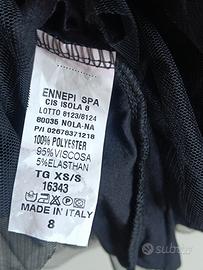 ENNEPI SPA
CIS ISOLA 8
LOTTO 8123/8124
80035 NOLA-NA
P/I 02678371218
100% POLYESTER
95% VISCOSA
5% ELASTHAN
TG XS/S
16343
MADE IN ITALY
8
subito